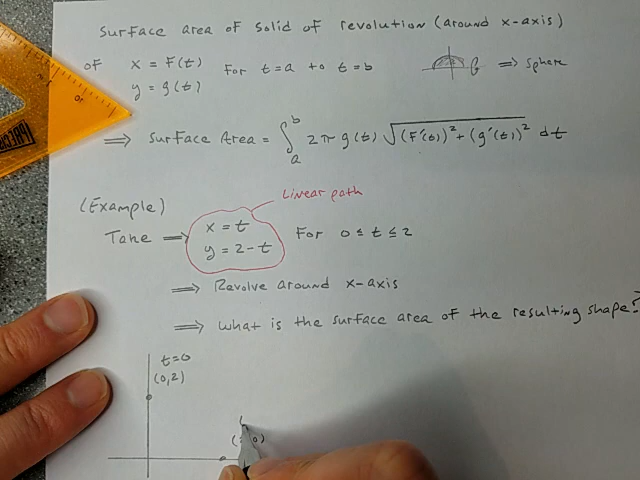 Surface area of solid of revolution (around x-axis)
OF x = F(t) For t=a to t=b ⟹ Sphere
y = g(t)
⟹ Surface Area = ∫ₐᵇ 2π g(t) √((F'(t))² + (g'(t))²) dt
(Example)
Linear path
Take ⟹ x = t For 0 ≤ t ≤ 2
y = 2 - t
⟹ Revolve around x-axis
⟹ What is the surface area of the resulting shape?
t=0
(0,2)